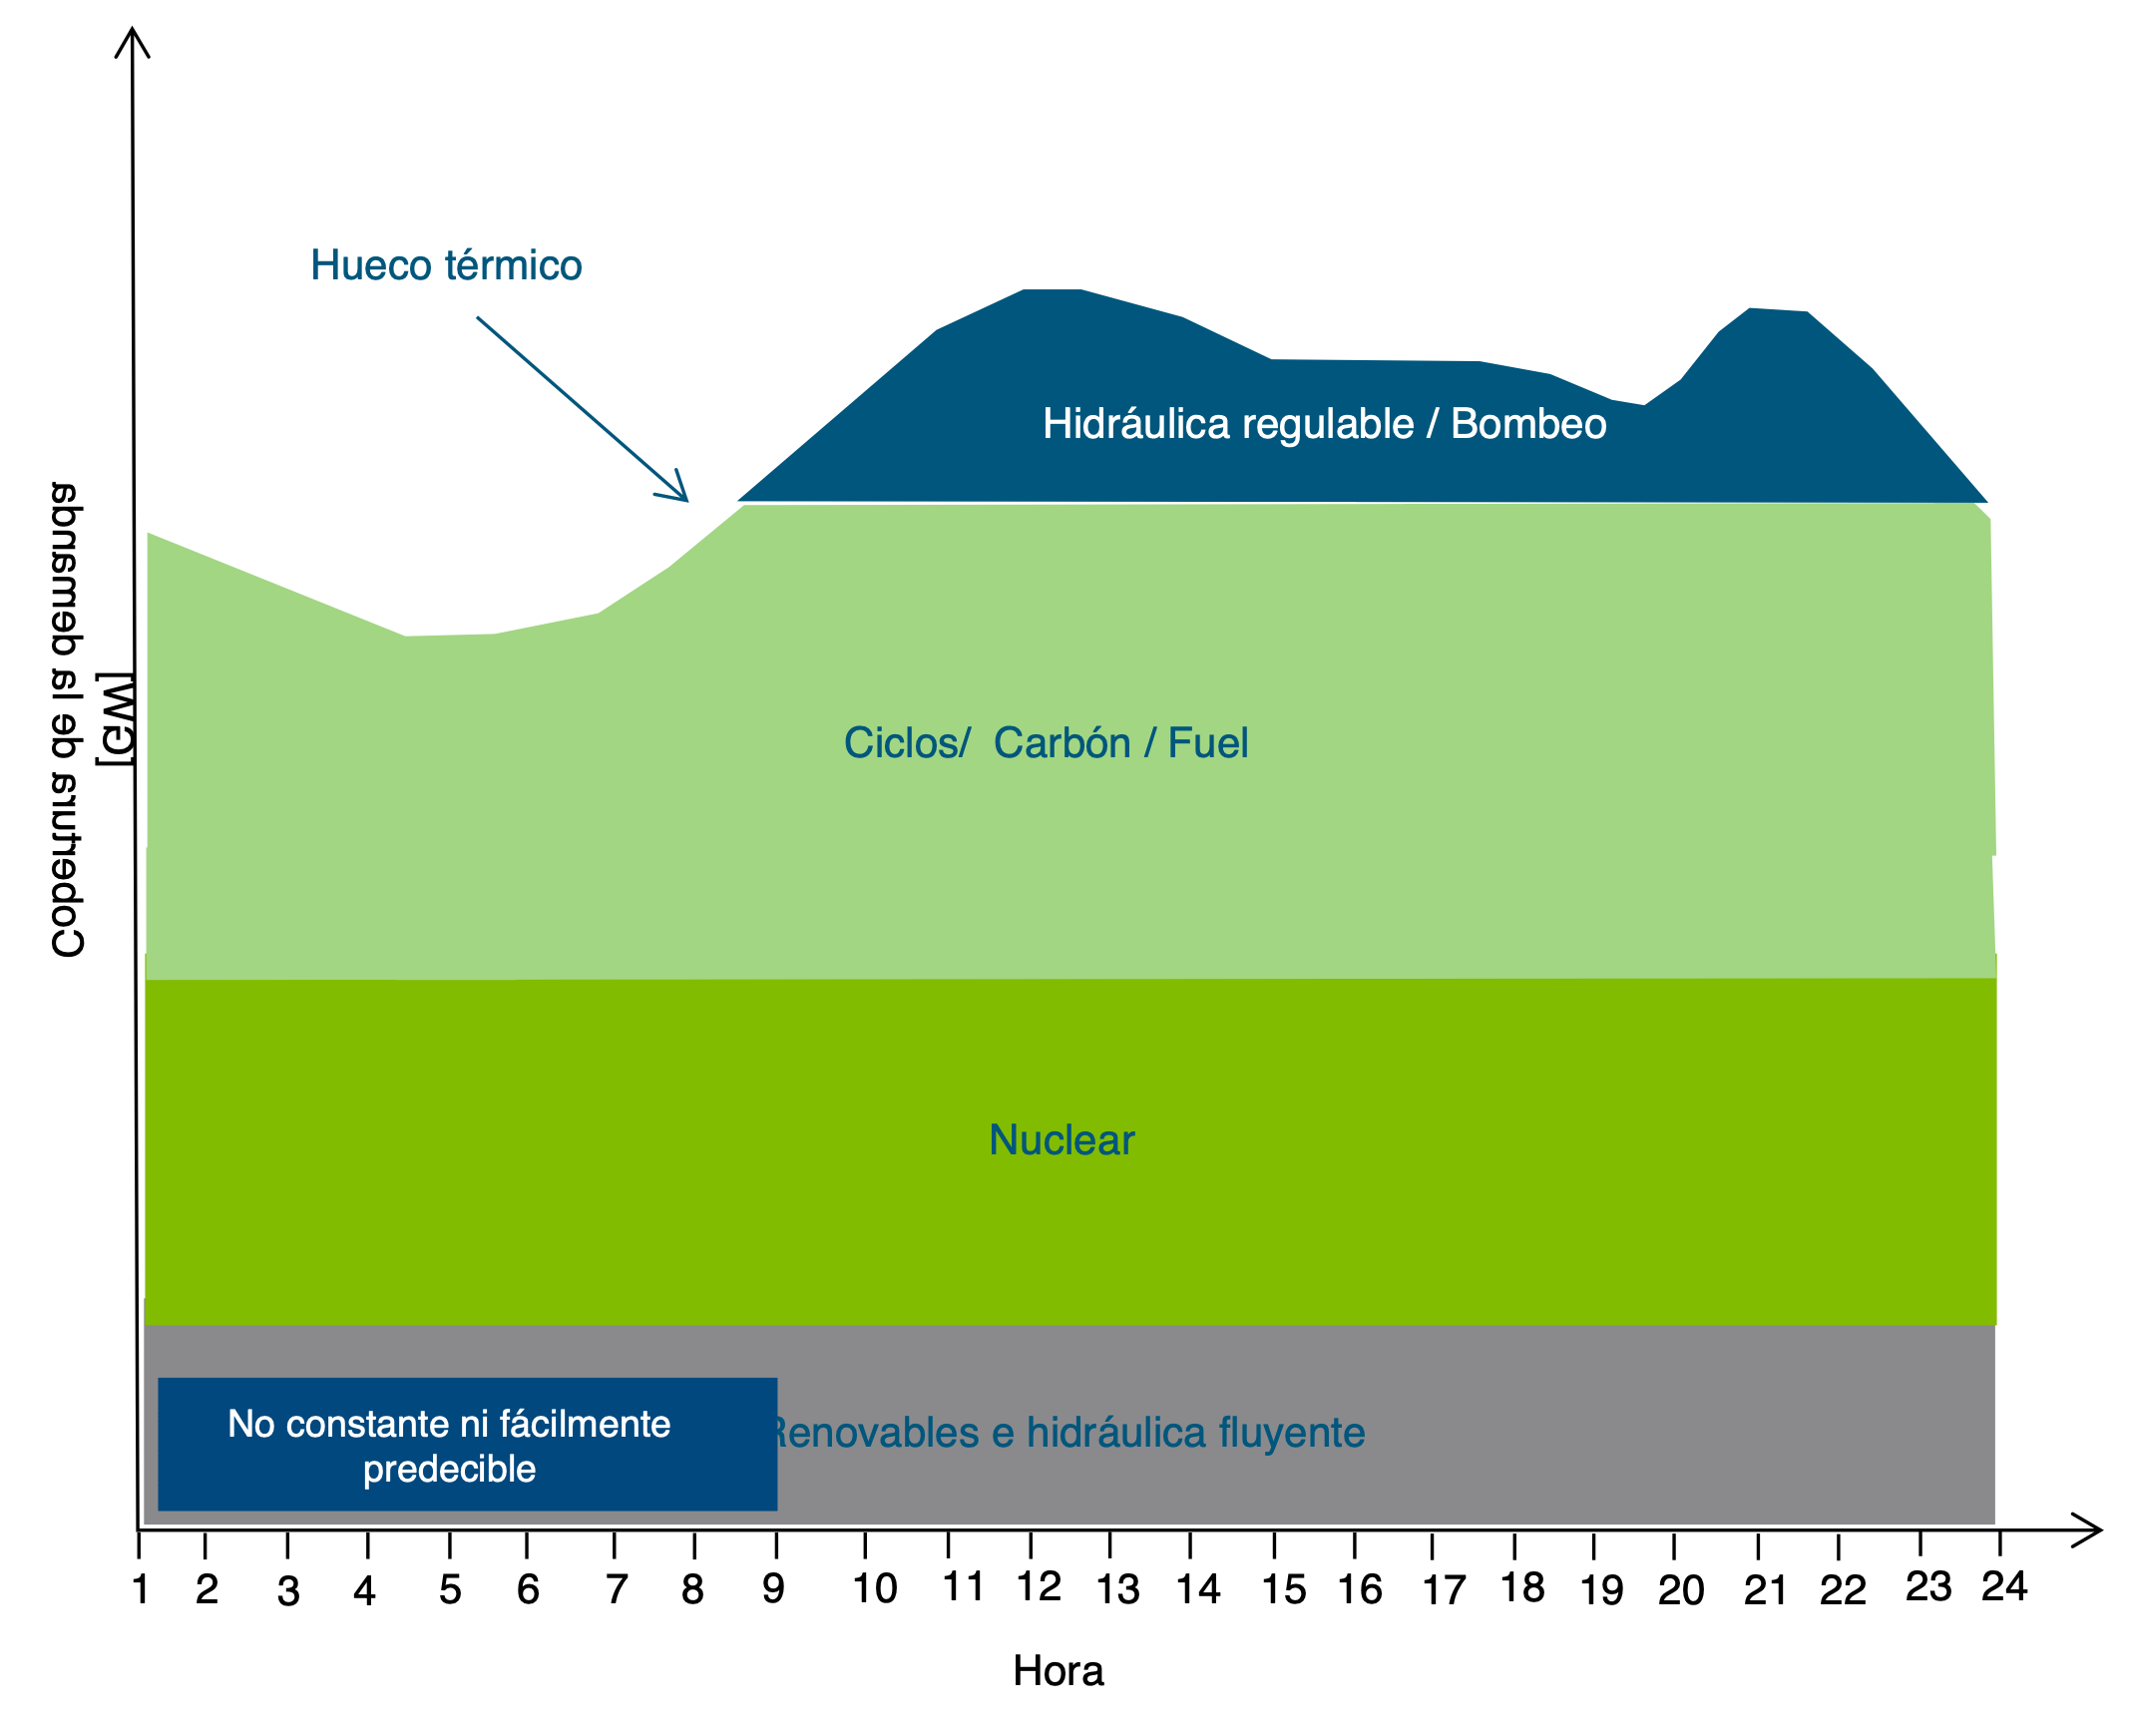 Hueco térmico
Hidráulica regulable / Bombeo
Cobertura de la demanda
[GW]
Ciclos/ Carbón / Fuel
Nuclear
No constante ni fácilmente
predecible
Renovables e hidráulica fluyente
1 2 3 4 5 6 7 8 9 10 11 12 13 14 15 16 17 18 19 20 21 22 23 24
Hora